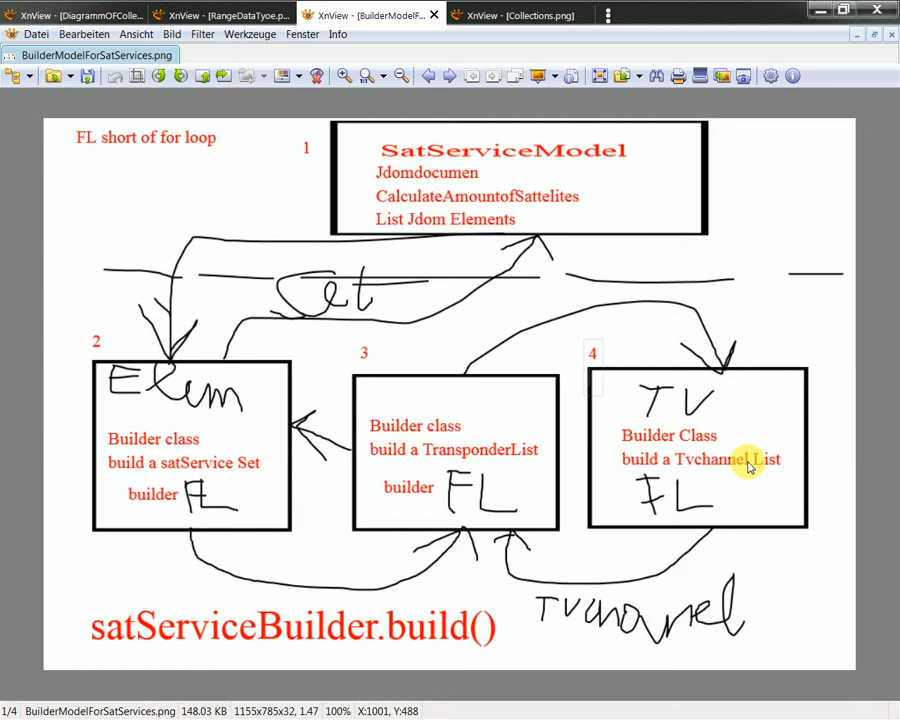 XnView - [DiagrammOFColle...
XnView - [RangeDataTyoe.p...
XnView - [BuilderModelF...
XnView - [Collections.png]
Datei Bearbeiten Ansicht Bild Filter Werkzeuge Fenster Info
BuilderModelForSatServices.png
FL short of for loop
1
SatServiceModel
Jdomdocumen
CalculateAmountofSattelites
List Jdom Elements
Set
2
Elem
Builder class
build a satService Set
builder FL
3
Builder class
build a TransponderList
builder FL
4
TV
Builder Class
build a Tvchannel List
FL
TVchannel
satServiceBuilder.build()
1/4 BuilderModelForSatServices.png 148.03 KB 1155x785x32, 1.47 100% X:1001, Y:488